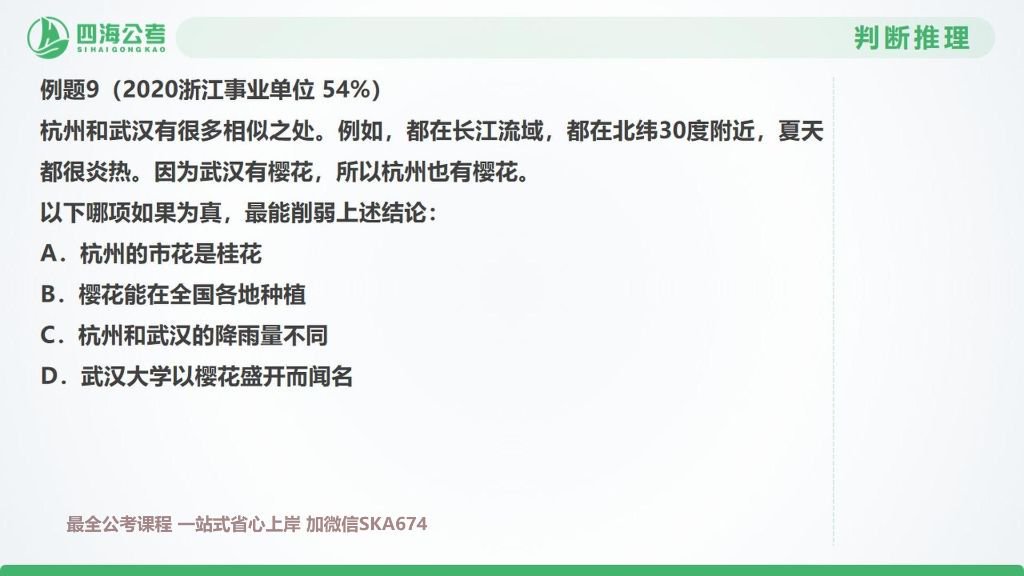 四海公考
SIHAIGONGKAO
判断推理
例题9（2020浙江事业单位 54%）
杭州和武汉有很多相似之处。例如，都在长江流域，都在北纬30度附近，夏天
都很炎热。因为武汉有樱花，所以杭州也有樱花。
以下哪项如果为真，最能削弱上述结论：
A．杭州的市花是桂花
B．樱花能在全国各地种植
C．杭州和武汉的降雨量不同
D．武汉大学以樱花盛开而闻名
最全公考课程 一站式省心上岸 加微信SKA674